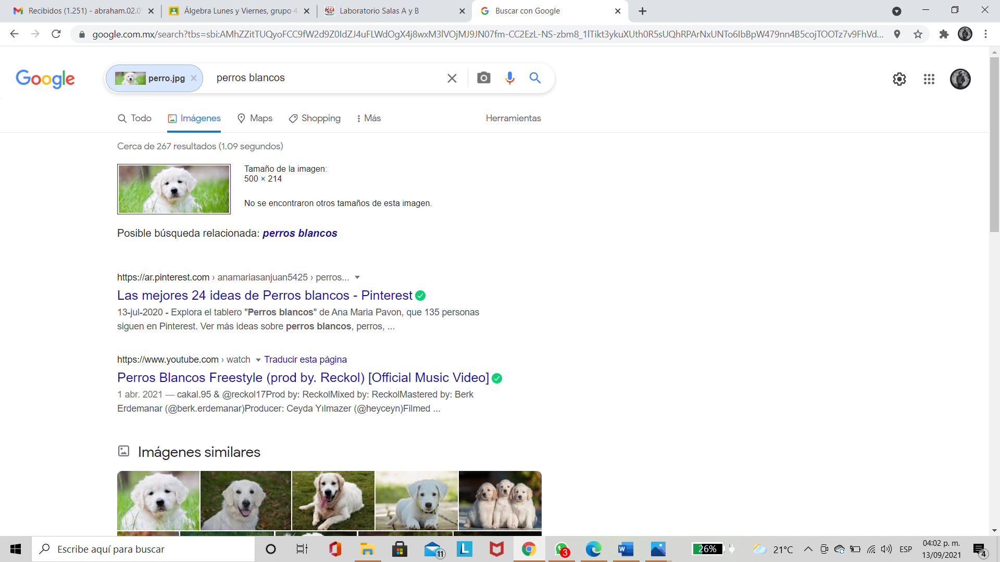 Recibidos (1.251) - abraham.02.05
Álgebra Lunes y Viernes, grupo 4
Laboratorio Salas A y B
Buscar con Google
google.com.mx/search?tbs=sbi:AMhZZitTUQyoFCC9fW2d9Z0IdZJ4uFLWdOgX4j8wxM3lVOjMJ9JN07fm-CC2EzL-NS-zbm8_1lTikt3ykuXUth0R5sUQhRPArNxUNTo6IbBpW479nn4B5cojTOOTz7v9FhVd...
Google
perro.jpg
perros blancos
Todo
Imágenes
Maps
Shopping
Más
Herramientas
Cerca de 267 resultados (1.09 segundos)
Tamaño de la imagen:
500 × 214
No se encontraron otros tamaños de esta imagen.
Posible búsqueda relacionada: perros blancos
https://ar.pinterest.com › anamariasanjuan5425 › perros...
Las mejores 24 ideas de Perros blancos - Pinterest
13-jul-2020 - Explora el tablero "Perros blancos" de Ana Maria Pavon, que 135 personas
siguen en Pinterest. Ver más ideas sobre perros blancos, perros, ...
https://www.youtube.com › watch Traducir esta página
Perros Blancos Freestyle (prod by. Reckol) [Official Music Video]
1 abr. 2021 — cakal.95 & @reckol17Prod by: ReckolMixed by: ReckolMastered by: Berk
Erdemanar (@berk.erdemanar)Producer: Ceyda Yılmazer (@heyceyn)Filmed ...
Imágenes similares
Escribe aquí para buscar
11
L
3
W
26%
21°C
ESP
04:02 p. m.
13/09/2021
4